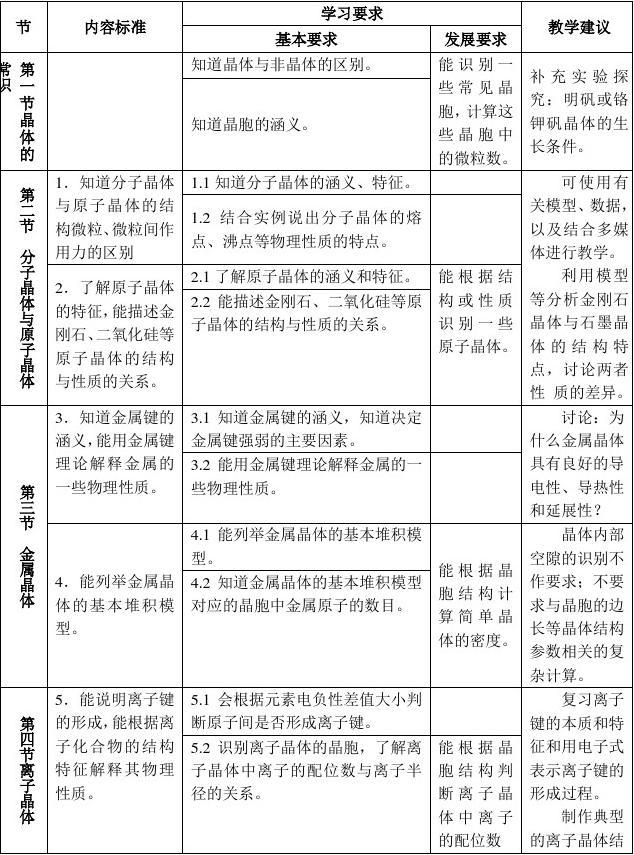 节
内容标准
学习要求
教学建议
基本要求
发展要求
第一节晶体的
常识
知道晶体与非晶体的区别。
知道晶胞的涵义。
能识别一
些常见晶
胞，计算这
些晶胞中
的微粒数。
补充实验探
究：明矾或铬
钾矾晶体的生
长条件。
第二节 分子晶体与原子晶体
1．知道分子晶体
与原子晶体的结
构微粒、微粒间作
用力的区别
1.1 知道分子晶体的涵义、特征。
1.2 结合实例说出分子晶体的熔
点、沸点等物理性质的特点。
2．了解原子晶体
的特征，能描述金
刚石、二氧化硅等
原子晶体的结构
与性质的关系。
2.1 了解原子晶体的涵义和特征。
2.2 能描述金刚石、二氧化硅等原
子晶体的结构与性质的关系。
能根据结
构或性质
识别一些
原子晶体。
可使用有
关模型、数据，
以及结合多媒
体进行教学。
利用模型
等分析金刚石
晶体与石墨晶
体的结构特
点，讨论两者
性 质的差异。
第三节 金属晶体
3．知道金属键的
涵义，能用金属键
理论解释金属的
一些物理性质。
3.1 知道金属键的涵义，知道决定
金属键强弱的主要因素。
3.2 能用金属键理论解释金属的一
些物理性质。
4．能列举金属晶
体的基本堆积模
型。
4.1 能列举金属晶体的基本堆积模
型。
4.2 知道金属晶体的基本堆积模型
对应的晶胞中金属原子的数目。
能根据晶
胞结构计
算简单晶
体的密度。
讨论：为
什么金属晶体
具有良好的导
电性、导热性
和延展性？
晶体内部
空隙的识别不
作要求；不要
求与晶胞的边
长等晶体结构
参数相关的复
杂计算。
第四节离子晶体
5．能说明离子键
的形成，能根据离
子化合物的结构
特征解释其物理
性质。
5.1 会根据元素电负性差值大小判
断原子间是否形成离子键。
5.2 识别离子晶体的晶胞，了解离
子晶体中离子的配位数与离子半
径的关系。
能根据晶
胞结构判
断离子晶
体中离子
的配位数
复习离子
键的本质和特
征和用电子式
表示离子键的
形成过程。
制作典型
的离子晶体结